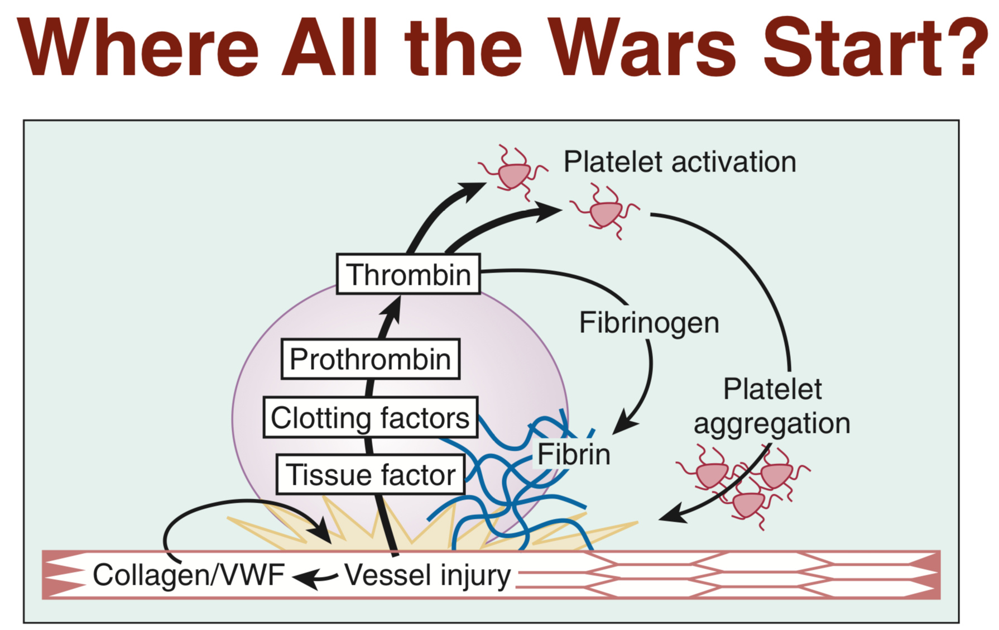 Where All the Wars Start?
Platelet activation
Thrombin
Fibrinogen
Prothrombin
Platelet
aggregation
Clotting factors
Fibrin
Tissue factor
Collagen/VWF
Vessel injury